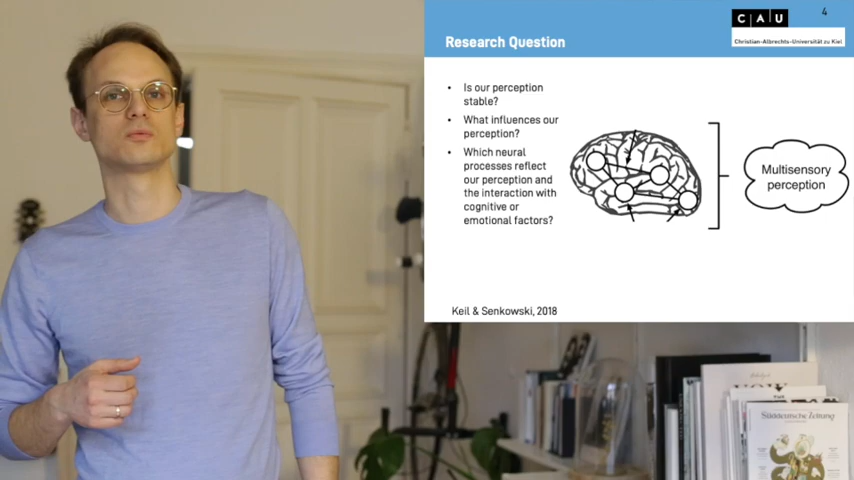 4
C A U
Christian-Albrechts-Universität zu Kiel
Research Question
• Is our perception
stable?
• What influences our
perception?
• Which neural
processes reflect
our perception and
the interaction with
cognitive or
emotional factors?
Multisensory
perception
Keil & Senkowski, 2018
Süddeutsche Zeitung